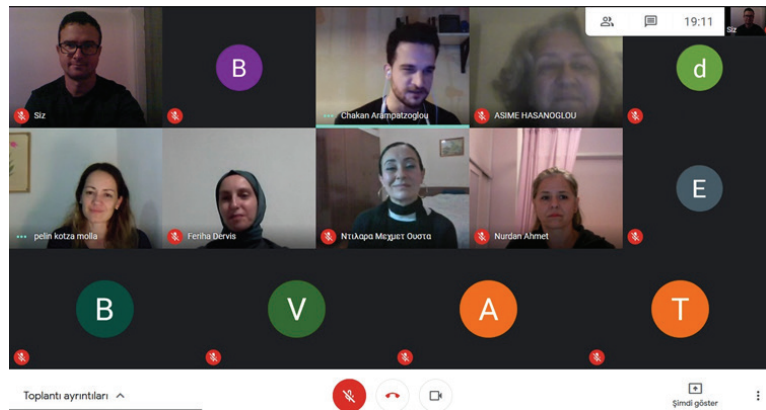 19:11
Siz
Siz
B
Chakan Arampatzoglou
ASIME HASANOGLOU
d
pelin kotza molla
Feriha Dervis
Ντιλαρα Μεχμετ Ουστα
Nurdan Ahmet
E
B
V
A
T
Toplantı ayrıntıları
Şimdi göster